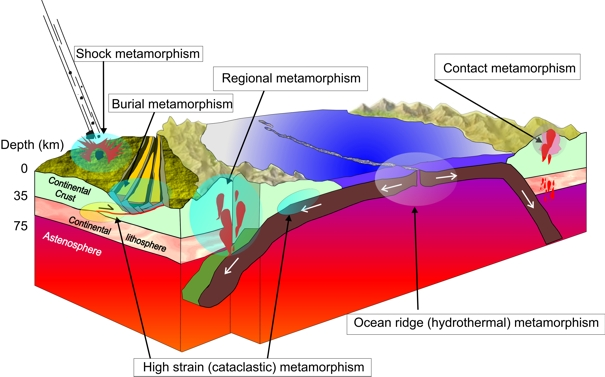 Shock metamorphism
Regional metamorphism
Contact metamorphism
Burial metamorphism
Depth (km)
0
35
75
Continental
Crust
Continental lithosphere
Astenosphere
Ocean ridge (hydrothermal) metamorphism
High strain (cataclastic) metamorphism